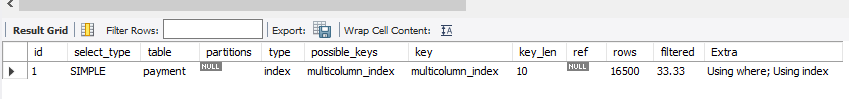 Result Grid Filter Rows: Export: Wrap Cell Content: IA
id select_type table partitions type possible_keys key key_len ref rows filtered Extra
1 SIMPLE payment NULL index multicolumn_index multicolumn_index 10 NULL 16500 33.33 Using where; Using index